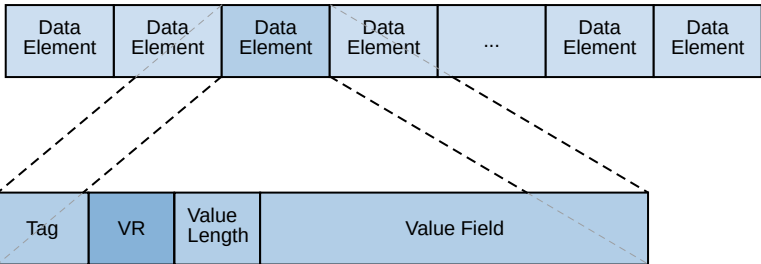 Data
Element
Data
Element
Data
Element
Data
Element
...
Data
Element
Data
Element
Tag
VR
Value
Length
Value Field